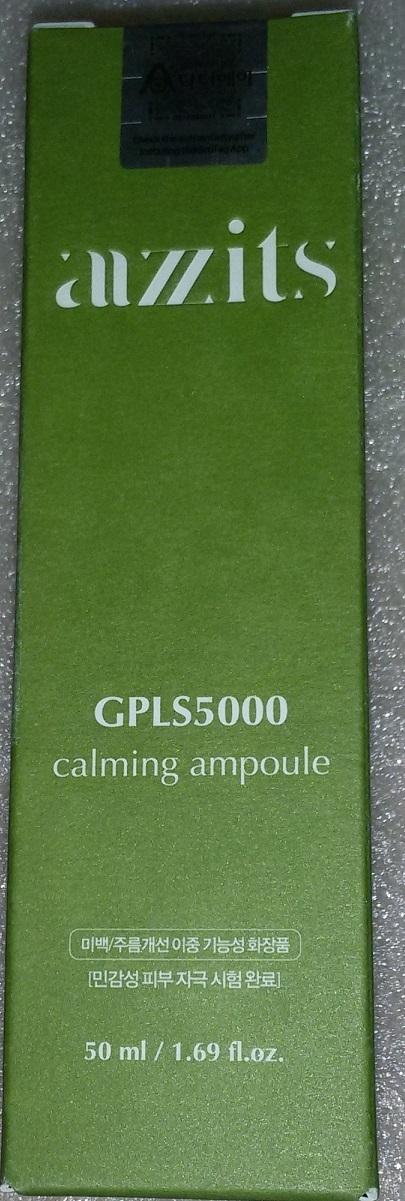 auzzits
GPLS5000
calming ampoule
미백/주름개선 이중 기능성 화장품
[민감성 피부 자극 시험 완료]
50 ml / 1.69 fl.oz.